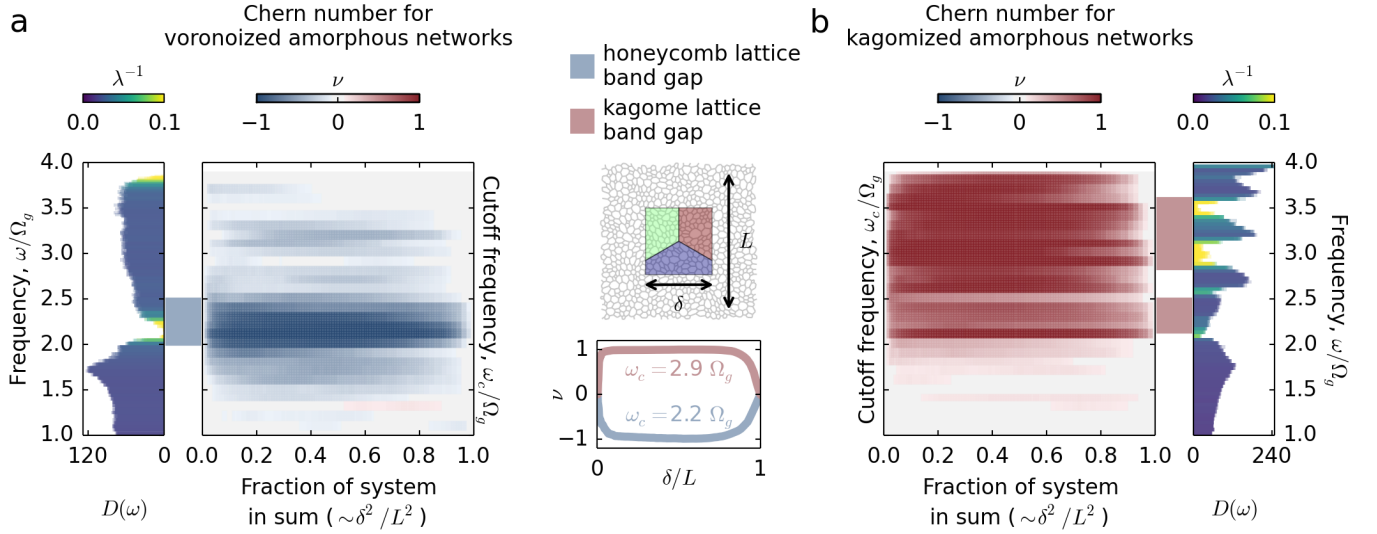 a
Chern number for
voronoized amorphous networks
λ⁻¹
0.0 0.1
ν
−1 0 1
Frequency, ω/Ω_g
4.0
3.5
3.0
2.5
2.0
1.5
1.0
120 0
D(ω)
0.0 0.2 0.4 0.6 0.8 1.0
Fraction of system
in sum (∼δ²/L²)
Cutoff frequency, ω_c/Ω_g
honeycomb lattice
band gap
kagome lattice
band gap
L
δ
ν
1
0
−1
ω_c = 2.9 Ω_g
ω_c = 2.2 Ω_g
0 1
δ/L
b
Chern number for
kagomized amorphous networks
ν
−1 0 1
λ⁻¹
0.0 0.1
Cutoff frequency, ω_c/Ω_g
0.0 0.2 0.4 0.6 0.8 1.0
Fraction of system
in sum (∼δ²/L²)
0 240
D(ω)
4.0
3.5
3.0
2.5
2.0
1.5
1.0
Frequency, ω/Ω_g